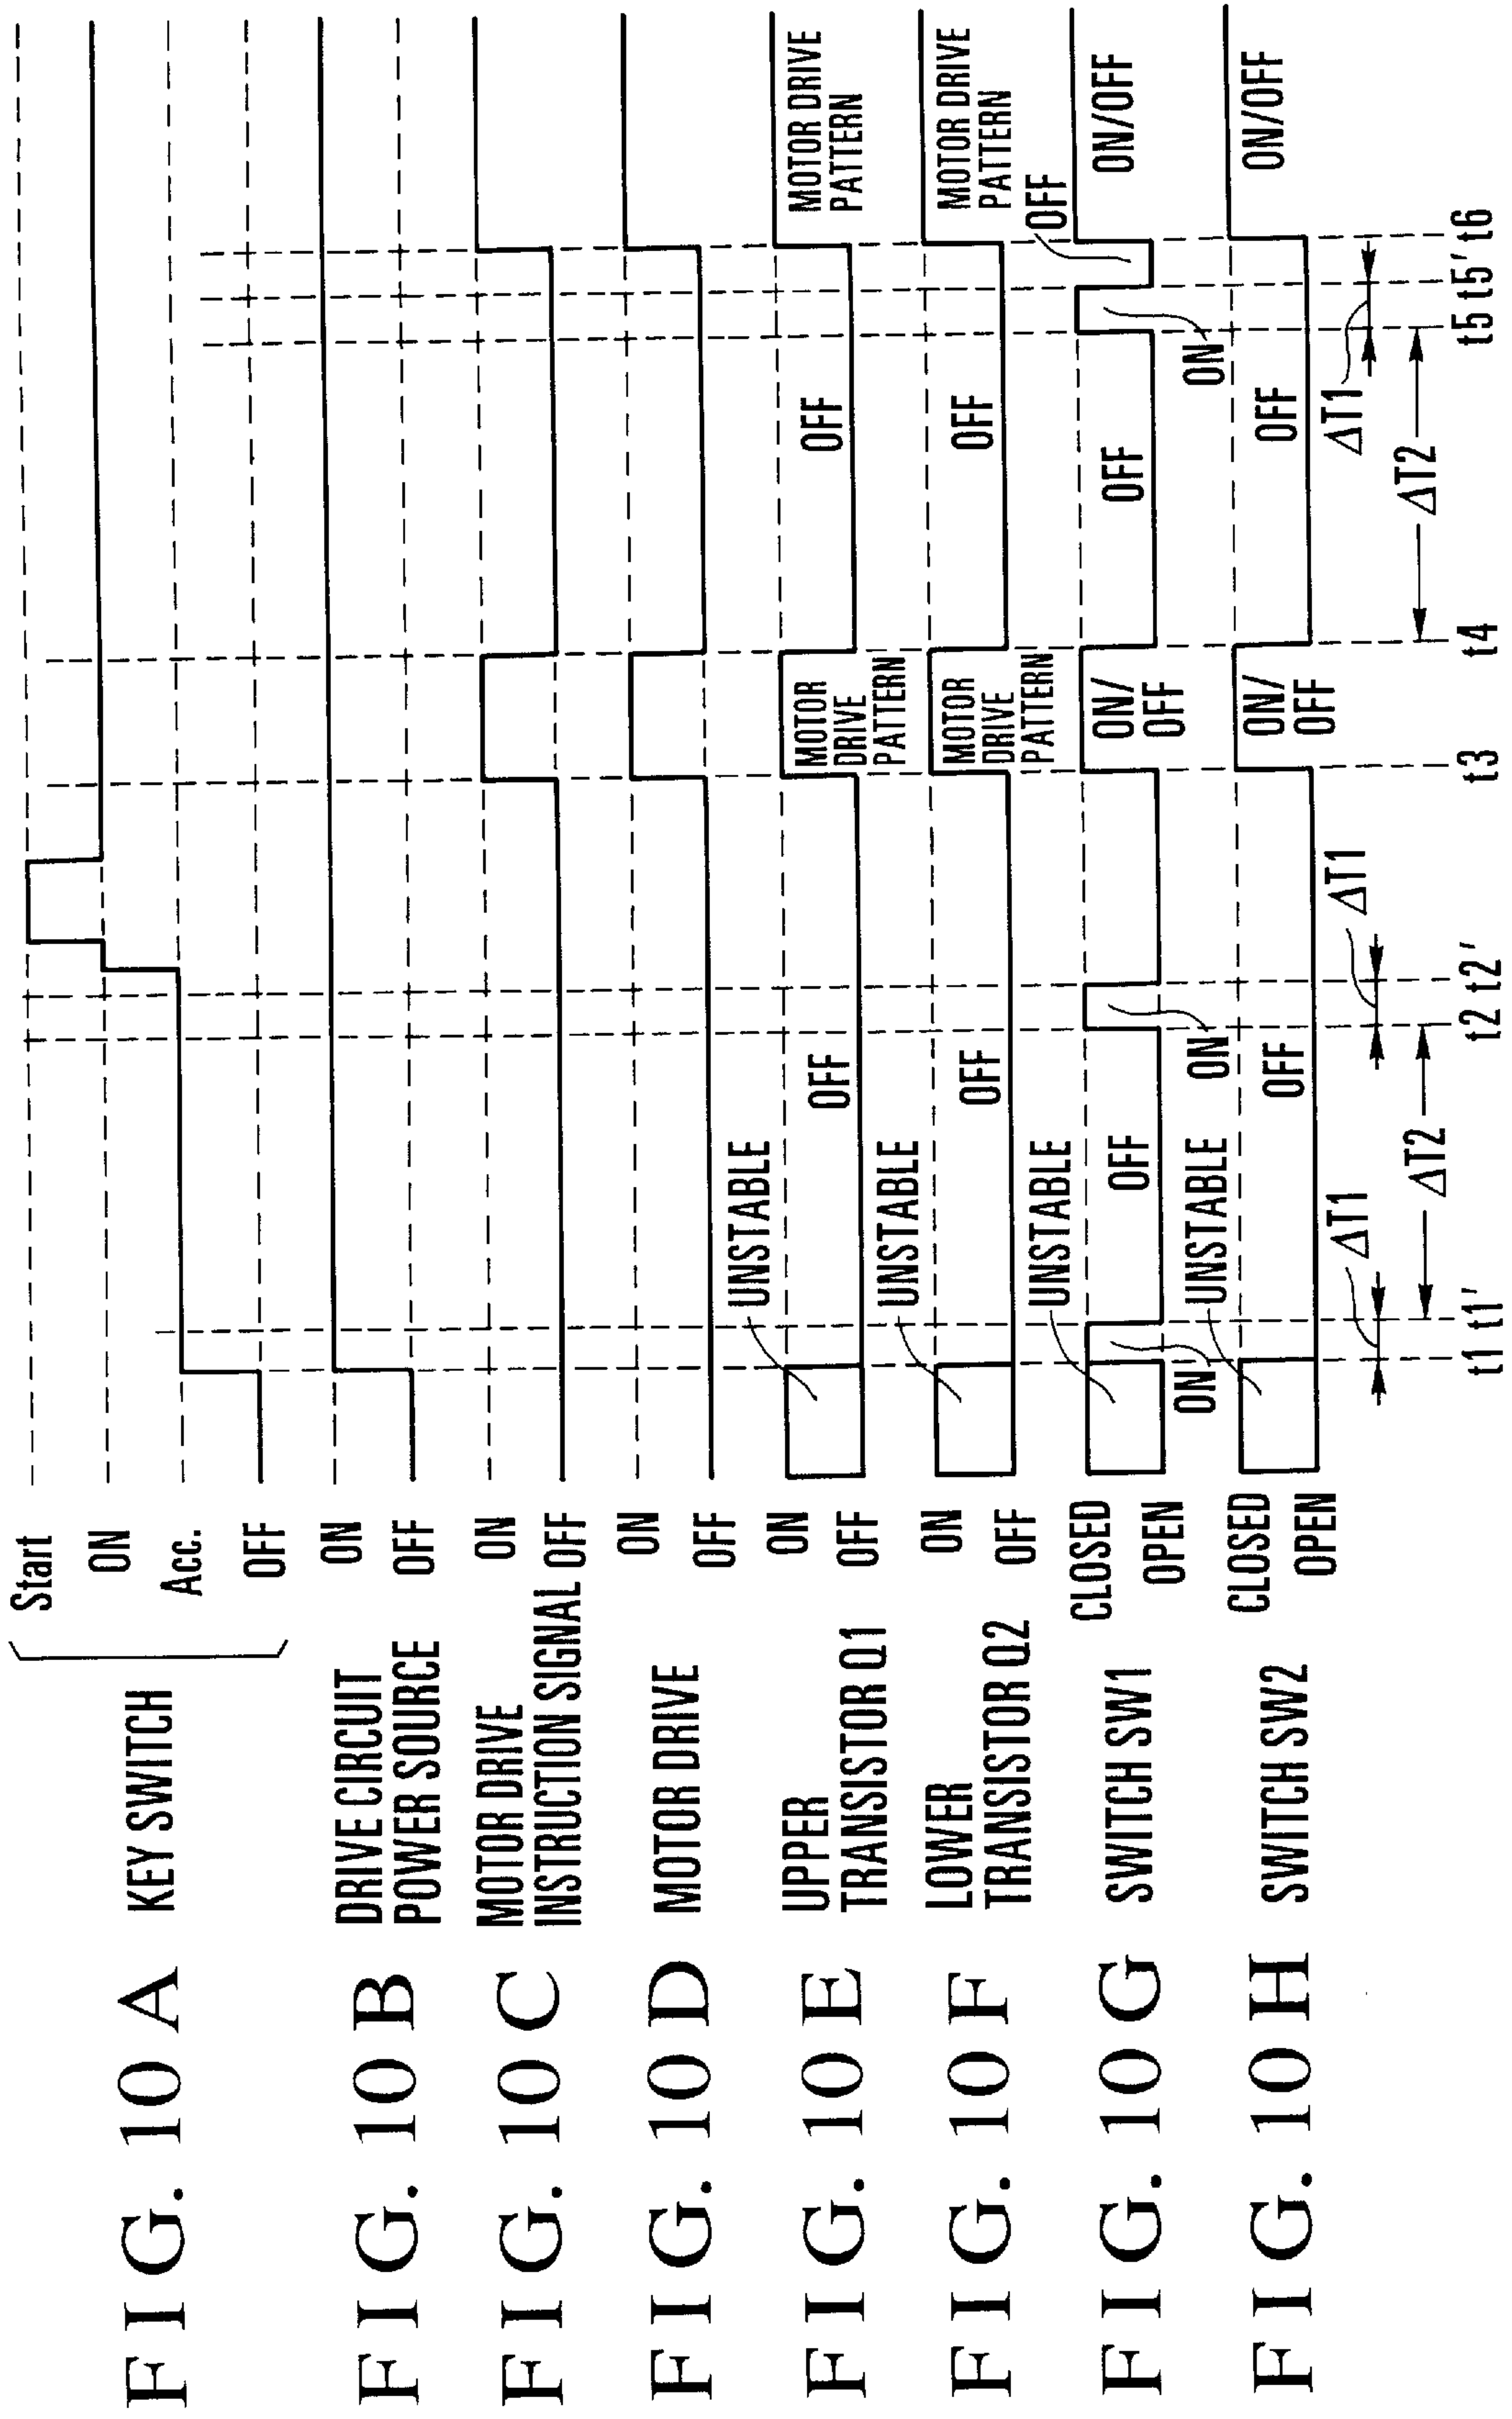 FIG. 10A KEY SWITCH
Start
ON
Acc.
OFF
FIG. 10B DRIVE CIRCUIT
POWER SOURCE
ON
OFF
FIG. 10C MOTOR DRIVE
INSTRUCTION SIGNAL
ON
OFF
FIG. 10D MOTOR DRIVE
ON
OFF
FIG. 10E UPPER
TRANSISTOR Q1
ON
OFF
UNSTABLE
OFF
MOTOR
DRIVE
PATTERN
OFF
MOTOR DRIVE
PATTERN
FIG. 10F LOWER
TRANSISTOR Q2
ON
OFF
UNSTABLE
OFF
MOTOR
DRIVE
PATTERN
OFF
MOTOR DRIVE
PATTERN
FIG. 10G SWITCH SW1
CLOSED
OPEN
UNSTABLE
ON
OFF
ON
ON/
OFF
OFF
ON
OFF
ON/OFF
FIG. 10H SWITCH SW2
CLOSED
OPEN
UNSTABLE
OFF
ON/
OFF
OFF
ON/OFF
ΔT1
ΔT1
ΔT1
ΔT2
ΔT2
t1 t1' t2 t2' t3 t4 t5 t5' t6